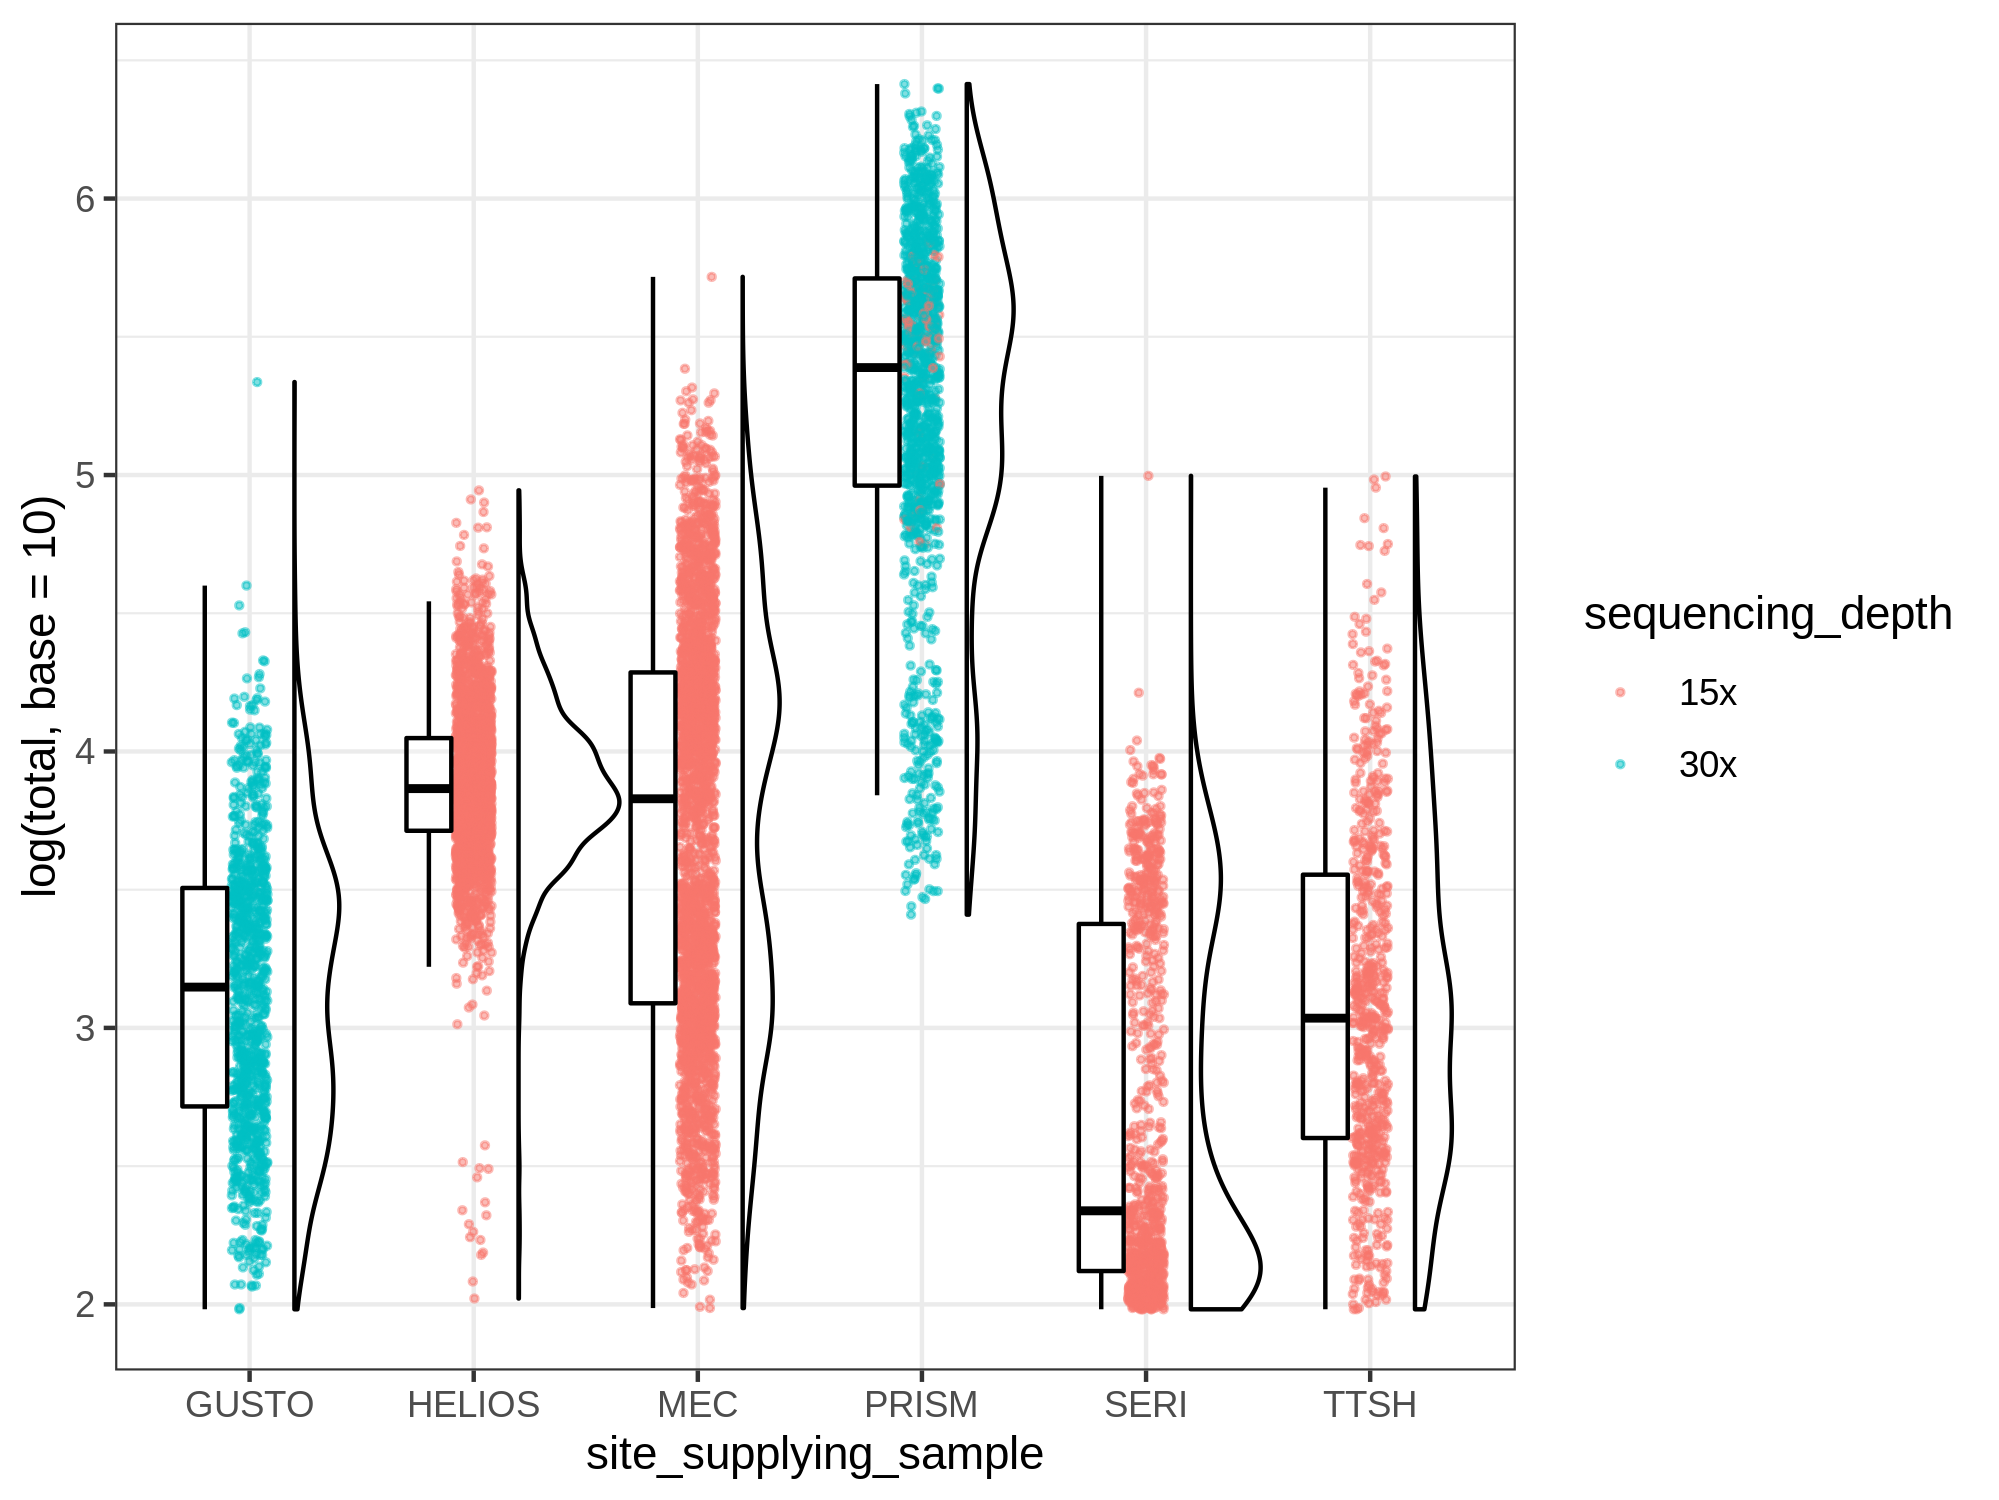 log(total, base = 10)
6
5
4
3
2
GUSTO HELIOS MEC PRISM SERI TTSH
site_supplying_sample
sequencing_depth
15x
30x